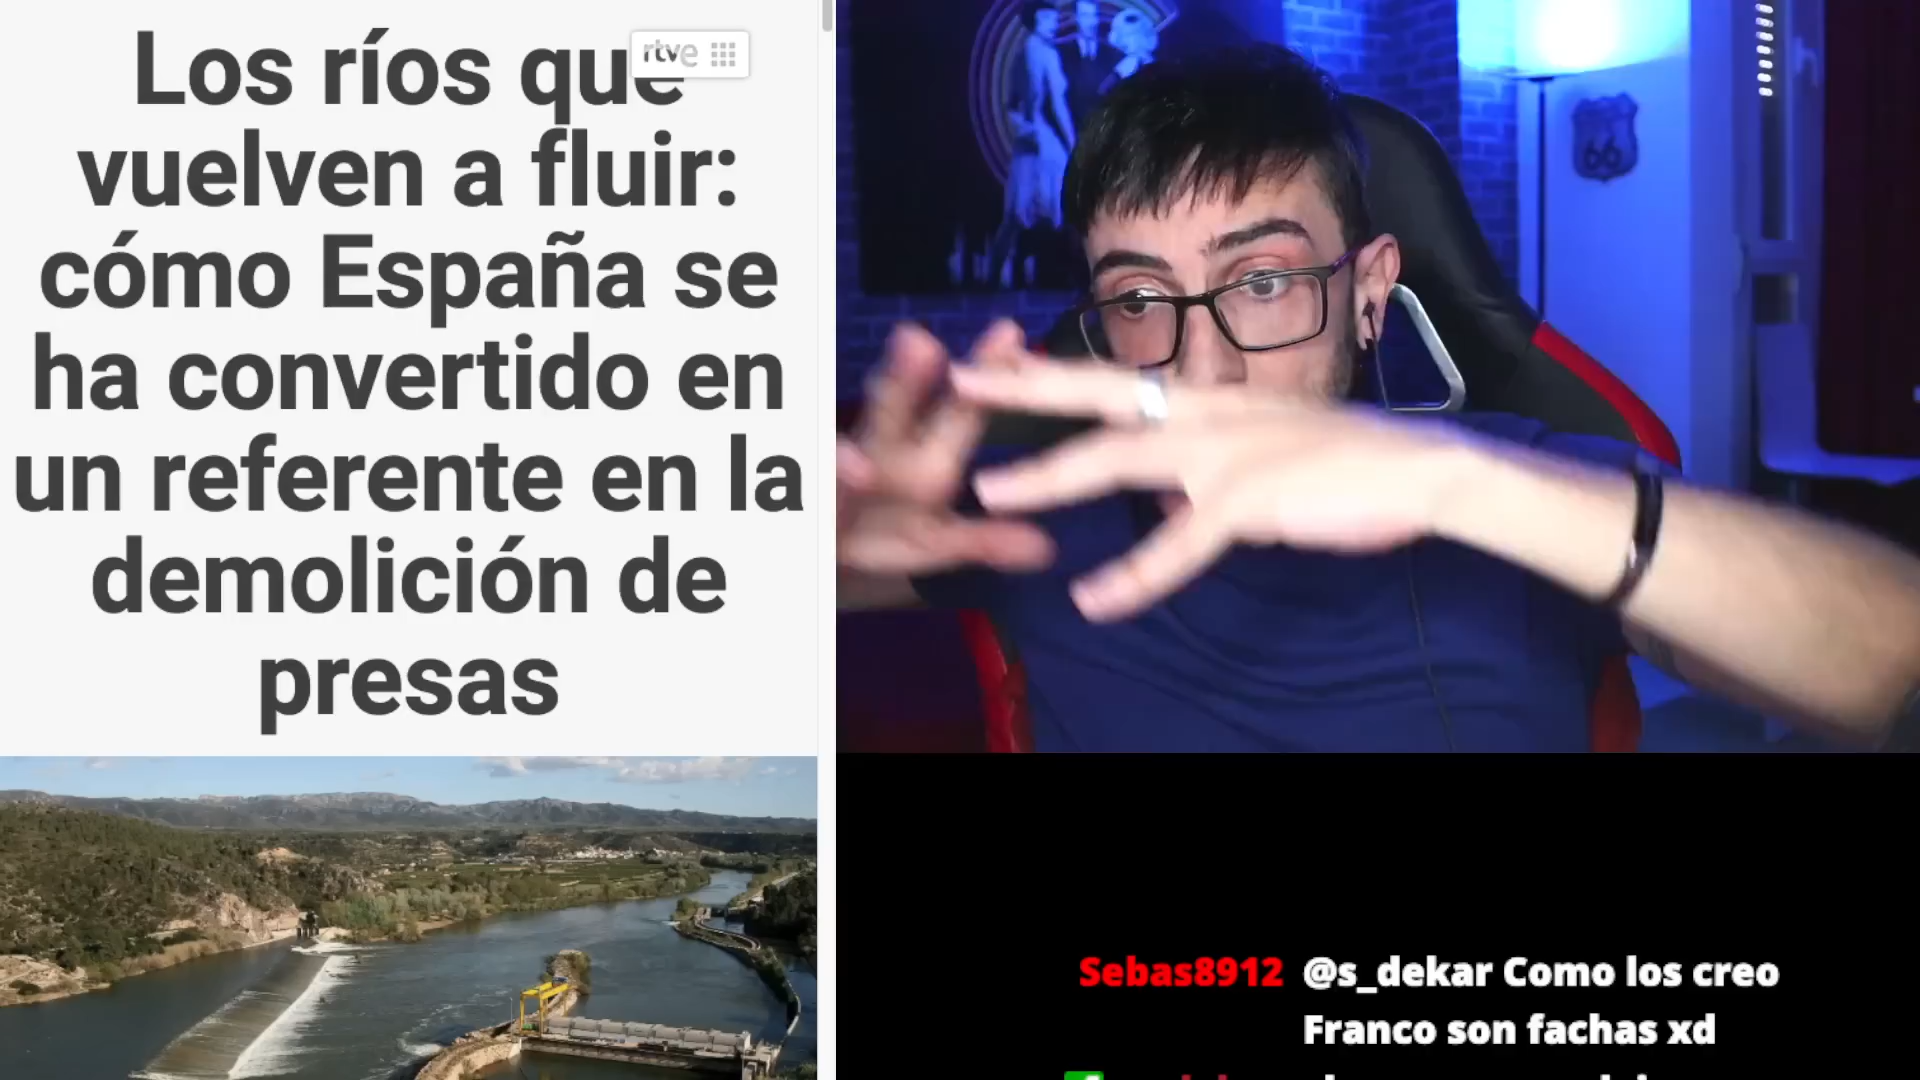 Los ríos que
rtve
vuelven a fluir:
cómo España se
ha convertido en
un referente en la
demolición de
presas
66
Sebas8912 @s_dekar Como los creo
Franco son fachas xd